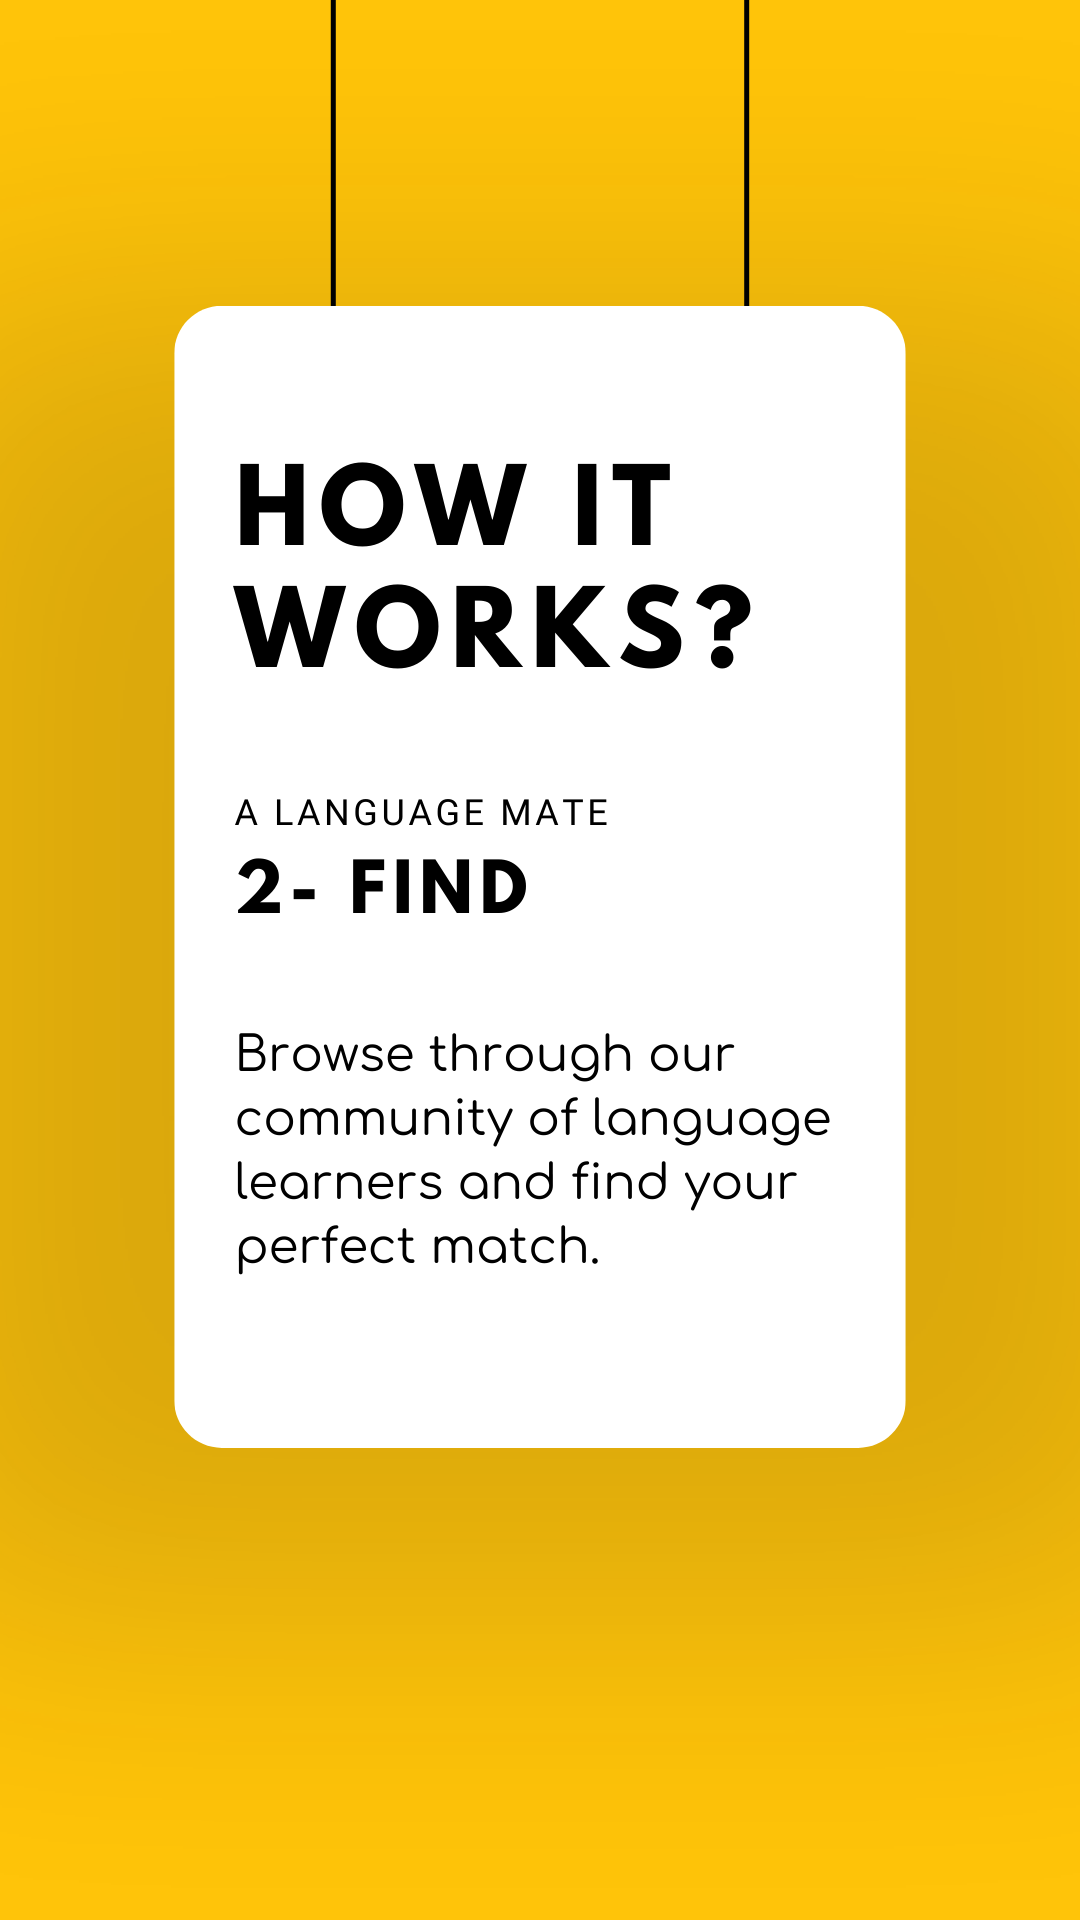 HOW IT
WORKS?
A LANGUAGE MATE
2- FIND
Browse through our
community of language
learners and find your
perfect match.